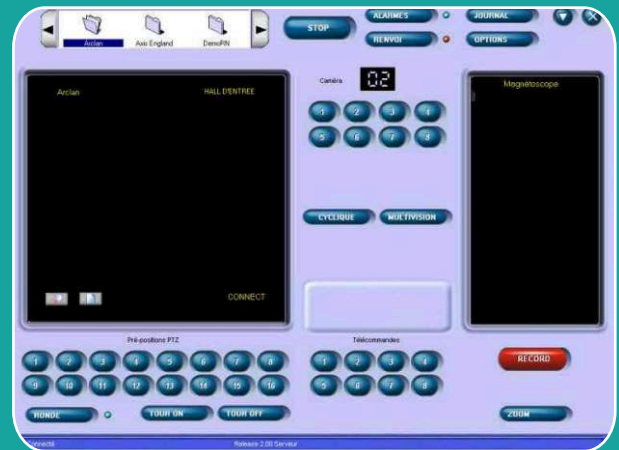 ALARMES JOURNAL
STOP
RENVOI OPTIONS
Arclan Axis England DemoRN
Caméra 02
Arclan HALL D'ENTREE
Magnétoscope
1 2 3 4
5 6 7 8
CYCLIQUE MULTIVISION
CONNECT
Pré-positions PTZ
Télécommandes
1 2 3 4 5 6 7 8
1 2 3 4
RECORD
9 10 11 12 13 14 15 16
5 6 7 8
RONDE TOUR ON TOUR OFF
ZOOM
Connecté Release 2.00 Serveur